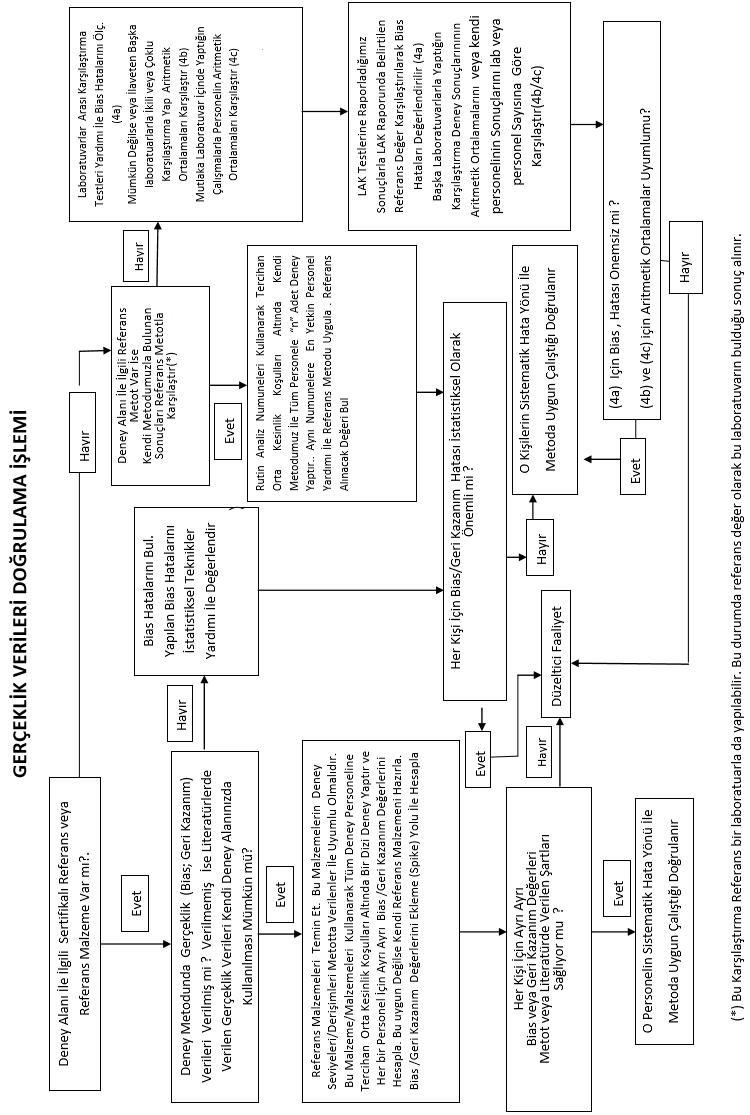 GERÇEKLİK VERİLERİ DOĞRULAMA İŞLEMİ
Deney Alanı İle İlgili Sertifikalı Referans veya
Referans Malzeme Var mı?.
Evet
Hayır
Deney Metodunda Gerçeklik (Bias; Geri Kazanım)
Verileri Verilmiş mi ? Verilmemiş İse Literatürlerde
Verilen Gerçeklik Verileri Kendi Deney Alanınızda
Kullanılması Mümkün mü?
Hayır
Evet
Bias Hatalarını Bul.
Yapılan Bias Hatalarını
İstatistiksel Teknikler
Yardımı İle Değerlendir
Deney Alanı İle İlgili Referans
Metot Var İse
Kendi Metodumuzla Bulunan
Sonuçları Referans Metotla
Karşılaştır(*)
Hayır
Evet
Laboratuvarlar Arası Karşılaştırma
Testleri Yardımı İle Bias Hatalarını Ölç.
(4a)
Mümkün Değilse veya İlaveten Başka
laboratuarlarla İkili veya Çoklu
Karşılaştırma Yap Aritmetik
Ortalamaları Karşılaştır (4b)
Mutlaka Laboratuvar İçinde Yaptığın
Çalışmalarla Personelin Aritmetik
Ortalamaları Karşılaştır (4c)
Referans Malzemeleri Temin Et. Bu Malzemelerin Deney
Seviyeleri/Derişimleri Metotta Verilenler İle Uyumlu Olmalıdır.
Bu Malzeme/Malzemeleri Kullanarak Tüm Deney Personeline
Tercihan Orta Kesinlik Koşulları Altında Bir Dizi Deney Yaptır ve
Her bir Personel İçin Ayrı Ayrı Bias /Geri Kazanım Değerlerini
Hesapla. Bu uygun Değilse Kendi Referans Malzemeni Hazırla.
Bias /Geri Kazanım Değerlerini Ekleme (Spike) Yolu İle Hesapla
Rutin Analiz Numuneleri Kullanarak Tercihan
Orta Kesinlik Koşulları Altında Kendi
Metodumuz İle Tüm Personele "n" Adet Deney
Yaptır.. Aynı Numunelere En Yetkin Personel
Yardımı İle Referans Metodu Uygula . Referans
Alınacak Değeri Bul
LAK Testlerine Raporladığımız
Sonuçlarla LAK Raporunda Belirtilen
Referans Değer Karşılaştırılarak Bias
Hataları Değerlendirilir (4a)
Başka Laboratuvarlarla Yaptığın
Karşılaştırma Deney Sonuçlarınının
Aritmetik Ortalamalarını veya kendi
personelinin Sonuçlarını lab veya
personel Sayısına Göre
Karşılaştır(4b/4c)
Her Kişi İçin Bias/Geri Kazanım Hatası İstatistiksel Olarak
Önemli mi ?
Evet
Hayır
Her Kişi İçin Ayrı Ayrı
Bias veya Geri Kazanım Değerleri
Metot veya Literatürde Verilen Şartları
Sağlıyor mu ?
Hayır
Evet
Düzeltici Faaliyet
O Kişilerin Sistematik Hata Yönü İle
Metoda Uygun Çalıştığı Doğrulanır
(4a) İçin Bias , Hatası Onemsiz mi ?
(4b) ve (4c) için Aritmetik Ortalamalar Uyumlumu?
Evet
Hayır
O Personelin Sistematik Hata Yönü İle
Metoda Uygun Çalıştığı Doğrulanır
(*) Bu Karşılaştırma Referans bir laboratuarla da yapılabilir. Bu durumda referans değer olarak bu laboratuvarın bulduğu sonuç alınır.